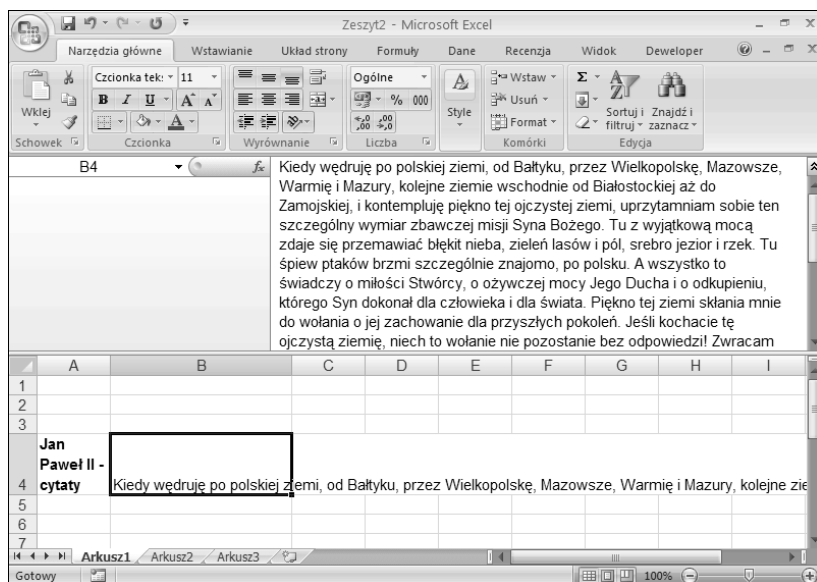 Zeszyt2 - Microsoft Excel
Narzędzia główne Wstawianie Układ strony Formuły Dane Recenzja Widok Deweloper
Wklej
Czcionka teks 11
B I U A A
A
Ogólne
% 000
,00 ,00
Style
Wstaw
Usuń
Format
Σ
Sortuj i filtruj
Znajdź i zaznacz
Schowek Czcionka Wyrównanie Liczba Komórki Edycja
B4 fx
Kiedy wędruję po polskiej ziemi, od Bałtyku, przez Wielkopolskę, Mazowsze,
Warmię i Mazury, kolejne ziemie wschodnie od Białostockiej aż do
Zamojskiej, i kontempluję piękno tej ojczystej ziemi, uprzytamniam sobie ten
szczególny wymiar zbawczej misji Syna Bożego. Tu z wyjątkową mocą
zdaje się przemawiać błękit nieba, zieleń lasów i pól, srebro jezior i rzek. Tu
śpiew ptaków brzmi szczególnie znajomo, po polsku. A wszystko to
świadczy o miłości Stwórcy, o ożywczej mocy Jego Ducha i o odkupieniu,
którego Syn dokonał dla człowieka i dla świata. Piękno tej ziemi skłania mnie
do wołania o jej zachowanie dla przyszłych pokoleń. Jeśli kochacie tę
ojczystą ziemię, niech to wołanie nie pozostanie bez odpowiedzi! Zwracam
A B C D E F G H I
1
2
3
Jan
Paweł II -
4 cytaty Kiedy wędruję po polskiej ziemi, od Bałtyku, przez Wielkopolskę, Mazowsze, Warmię i Mazury, kolejne zie
5
6
7
Arkusz1 Arkusz2 Arkusz3
Gotowy 100%